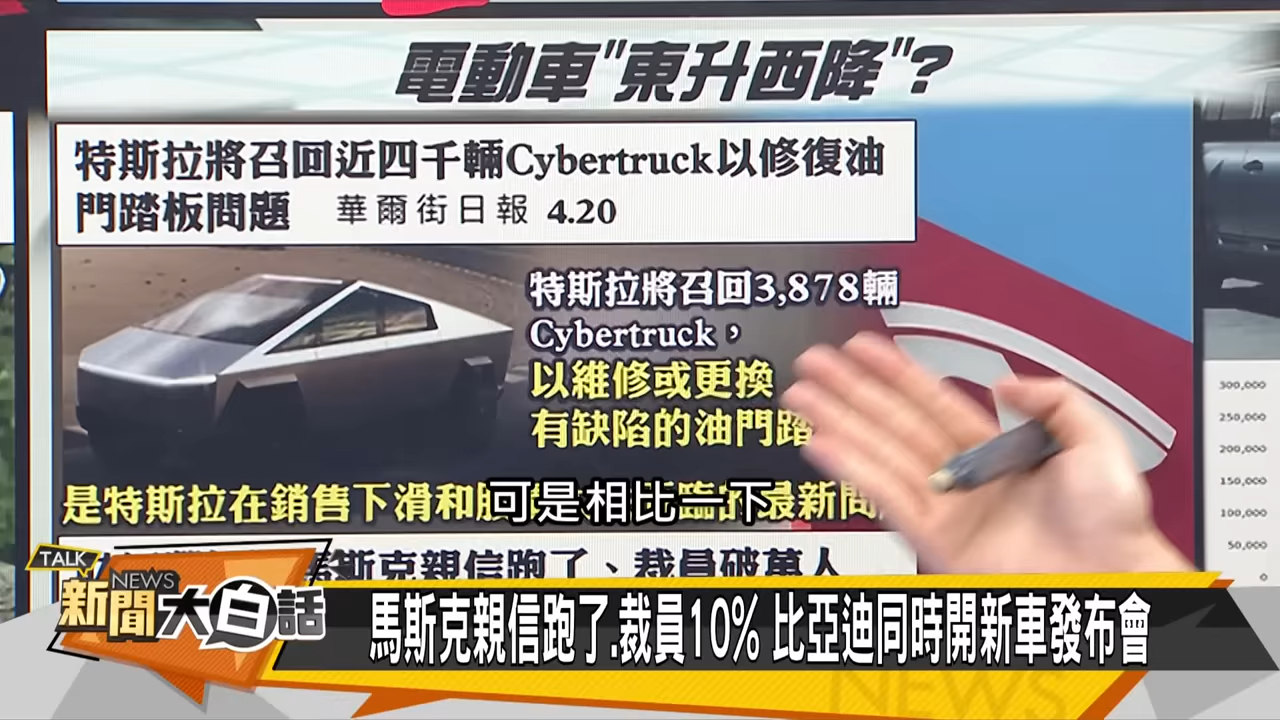 電動車"東升西降"?
特斯拉將召回近四千輛Cybertruck以修復油
門踏板問題 華爾街日報 4.20
特斯拉將召回3,878輛
Cybertruck，
以維修或更換
有缺陷的油門踏
是特斯拉在銷售下滑和
最新問
可是相比一下
斯克親信跑了、裁員破萬人
300,000
250,000
200,000
150,000
100,000
50,000
0
TALK
NEWS
新聞大白話
馬斯克親信跑了.裁員10% 比亞迪同時開新車發布會
NEWS